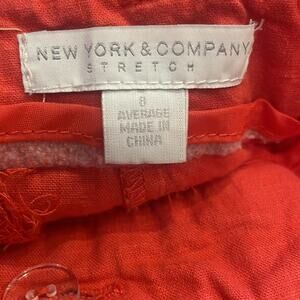 NEW YORK & COMPANY
STRETCH
8
AVERAGE
MADE IN
CHINA